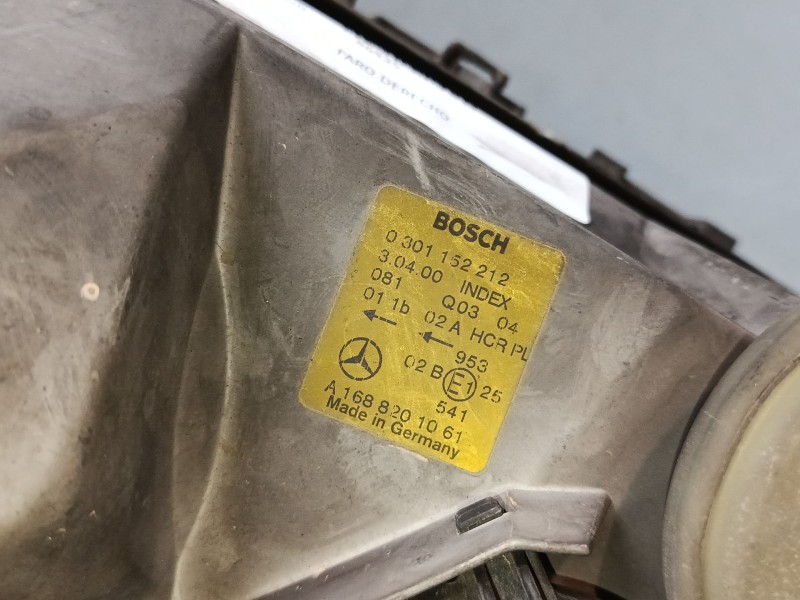 FARO DERECHO
BOSCH
0 301 152 212
3.04.00 INDEX
081 Q03 04
01 1b 02 A HCR PL
953
02 B E1 25
541
A 168 820 10 61
Made in Germany